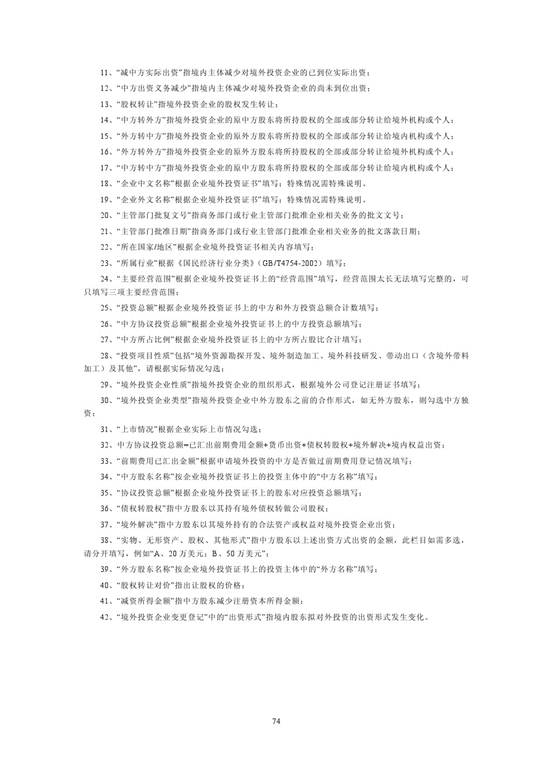 11、“减中方实际出资”指境内主体减少对境外投资企业的已到位实际出资；
12、“中方出资义务减少”指境内主体减少对境外投资企业的尚未到位出资；
13、“股权转让”指境外投资企业的股权发生转让；
14、“中方转外方”指境外投资企业的原中方股东将所持股权的全部或部分转让给境外机构或个人；
15、“外方转中方”指境外投资企业的原外方股东将所持股权的全部或部分转让给境内机构或个人；
16、“外方转外方”指境外投资企业的原外方股东将所持股权的全部或部分转让给境外机构或个人；
17、“中方转中方”指境外投资企业的原中方股东将所持股权的全部或部分转让给境内机构或个人；
18、“企业中文名称”根据企业境外投资证书”填写；特殊情况需特殊说明。
19、“企业外文名称”根据企业境外投资证书”填写；特殊情况需特殊说明。
20、“主管部门批复文号”指商务部门或行业主管部门批准企业相关业务的批文文号；
21、“主管部门批准日期”指商务部门或行业主管部门批准企业相关业务的批文落款日期；
22、“所在国家/地区”根据企业境外投资证书相关内容填写；
23、“所属行业”根据《国民经济行业分类》（GB/T4754-2002）填写；
24、“主要经营范围”根据企业境外投资证书上的“经营范围”填写，经营范围太长无法填写完整的，可
只填写三项主要经营范围；
25、“投资总额”根据企业境外投资证书上的中方和外方投资总额合计数填写；
26、“中方协议投资总额”根据企业境外投资证书上的中方投资总额填写；
27、“中方所占比例”根据企业境外投资证书上的中方所占股比合计填写；
28、“投资项目性质”包括“境外资源勘探开发、境外制造加工、境外科技研发、带动出口（含境外带料
加工）及其他”，请根据实际情况勾选；
29、“境外投资企业性质”指境外投资企业的组织形式，根据境外公司登记注册证书填写；
30、“境外投资企业类型”指境外投资企业中外方股东之前的合作形式，如无外方股东，则勾选中方独
资；
31、“上市情况”根据企业实际上市情况勾选；
32、中方协议投资总额=已汇出前期费用金额+货币出资+债权转股权+境外解决+境内权益出资；
33、“前期费用已汇出金额”根据申请境外投资的中方是否做过前期费用登记情况填写；
34、“中方股东名称”按企业境外投资证书上的投资主体中的“中方名称”填写；
35、“协议投资总额”根据企业境外投资证书上的股东对应投资总额填写；
36、“债权转股权”指中方股东以其持有境外债权转做公司股权；
37、“境外解决”指中方股东以其境外持有的合法资产或权益对境外投资企业出资；
38、“实物、无形资产、股权、其他形式”指中方股东以上述出资方式出资的金额，此栏目如需多选，
请分开填写，例如“A、20 万美元；B、50 万美元”；
39、“外方股东名称”按企业境外投资证书上的投资主体中的“外方名称”填写；
40、“股权转让对价”指出让股权的价格；
41、“减资所得金额”指中方股东减少注册资本所得金额；
42、“境外投资企业变更登记”中的“出资形式”指境内股东拟对外投资的出资形式发生变化。
74